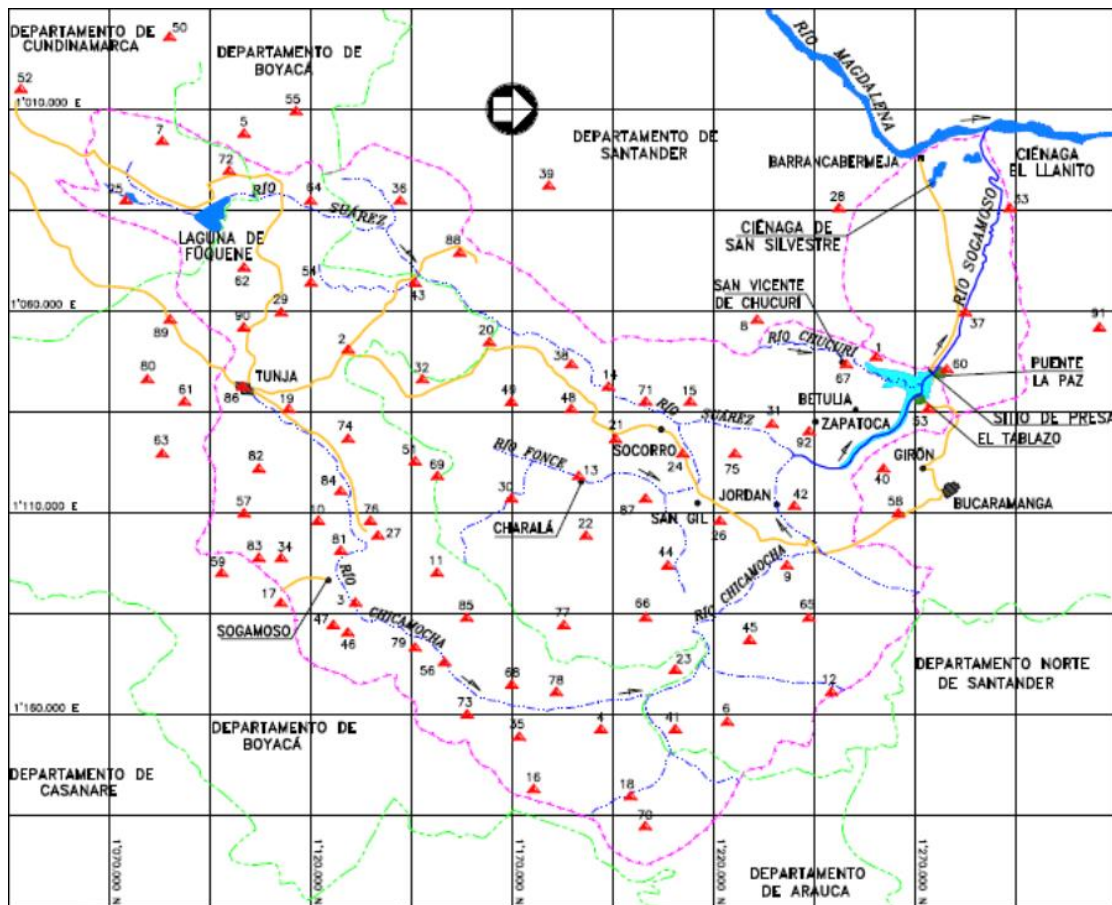 DEPARTAMENTO DE
CUNDINAMARCA
50
DEPARTAMENTO DE
BOYACÁ
52
1'010.000 E
55
5
7
72
RÍO
SUÁREZ
64
36
39
95
LAGUNA DE
FÚQUENE
62
54
43
88
DEPARTAMENTO DE
SANTANDER
RÍO MAGDALENA
BARRANCABERMEJA
CIÉNAGA
EL LLANITO
28
CIÉNAGA DE
SAN SILVESTRE
33
RÍO SOGAMOSO
SAN VICENTE
DE CHUCURÍ
1'060.000 E
89
90
29
2
20
32
38
14
8
RÍO CHUCURÍ
1
67
37
91
60
PUENTE
LA PAZ
80
61
86
TUNJA
19
49
48
71
15
RÍO SUÁREZ
31
BETULIA
ZAPATOCA
92
53
SITIO DE PRESA
EL TABLAZO
63
82
74
51
69
21
SOCORRO
24
75
GIRÓN
40
BUCARAMANGA
57
84
RÍO FONCE
30
13
CHARALÁ
87
SAN GIL
JORDAN
42
58
1'110.000 E
10
76
27
22
26
59
83
34
81
11
44
9
17
RÍO
CHICAMOCHA
3
SOGAMOSO
47
46
85
77
66
RÍO CHICAMOCHA
65
45
79
56
68
78
23
12
DEPARTAMENTO NORTE
DE SANTANDER
73
35
4
41
6
1'160.000 E
DEPARTAMENTO DE
BOYACÁ
DEPARTAMENTO DE
CASANARE
16
18
70
DEPARTAMENTO
DE ARAUCA
1'070.000 N
1'120.000 N
1'170.000 N
1'220.000 N
1'270.000 N